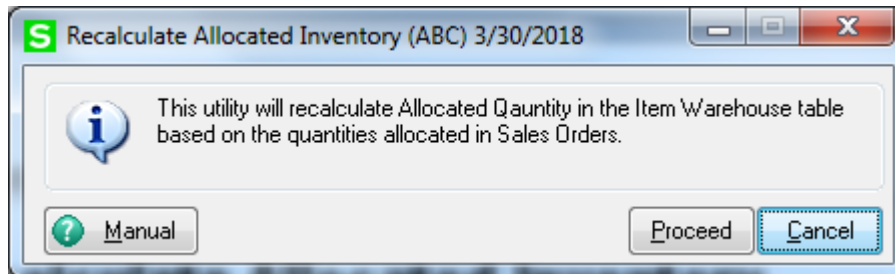 S Recalculate Allocated Inventory (ABC) 3/30/2018
This utility will recalculate Allocated Qauntity in the Item Warehouse table
based on the quantities allocated in Sales Orders.
Manual
Proceed
Cancel